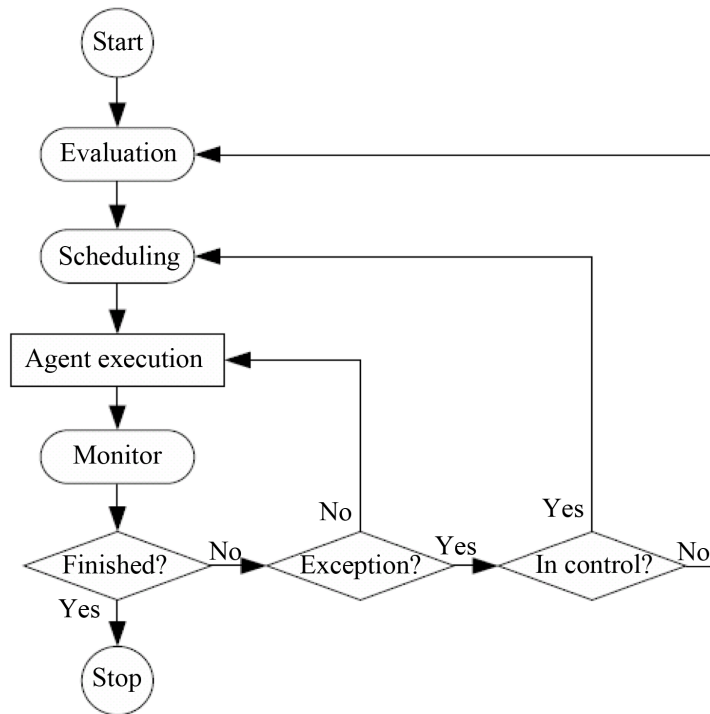 Start
Evaluation
Scheduling
Agent execution
Monitor
Finished?
No
Exception?
No
Yes
In control?
Yes
No
Yes
Stop